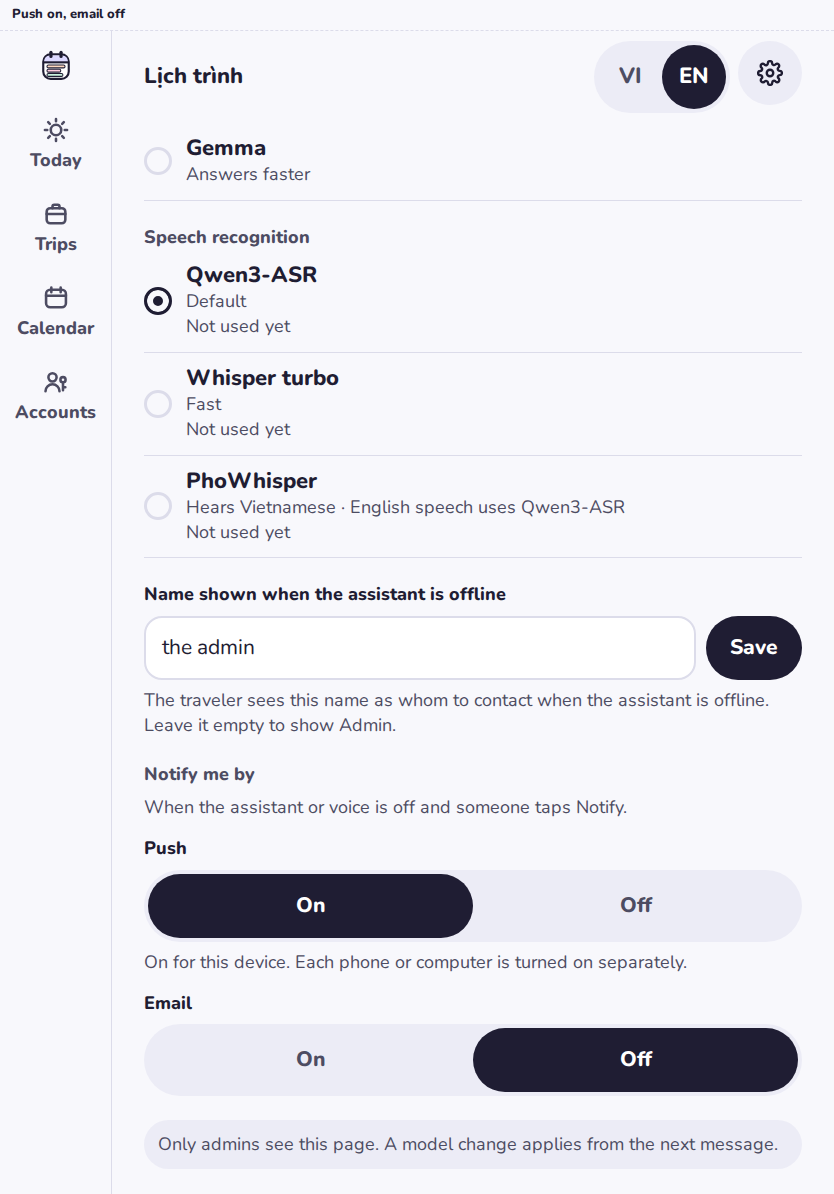 Push on, email off
Lịch trình
VI
EN
Today
Trips
Calendar
Accounts
Gemma
Answers faster
Speech recognition
Qwen3-ASR
Default
Not used yet
Whisper turbo
Fast
Not used yet
PhoWhisper
Hears Vietnamese · English speech uses Qwen3-ASR
Not used yet
Name shown when the assistant is offline
the admin
Save
The traveler sees this name as whom to contact when the assistant is offline.
Leave it empty to show Admin.
Notify me by
When the assistant or voice is off and someone taps Notify.
Push
On
Off
On for this device. Each phone or computer is turned on separately.
Email
On
Off
Only admins see this page. A model change applies from the next message.